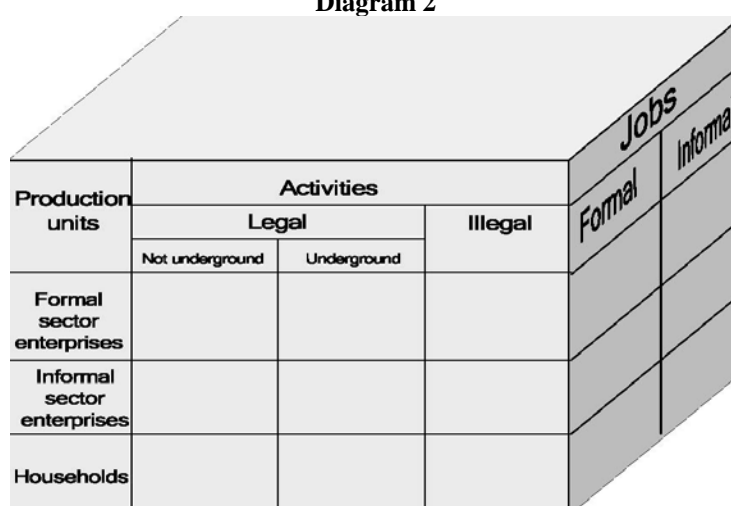 Diagram 2
Jobs
Production
units
Activities
Legal
Illegal
Formal
Informa
Not underground
Underground
Formal
sector
enterprises
Informal
sector
enterprises
Households